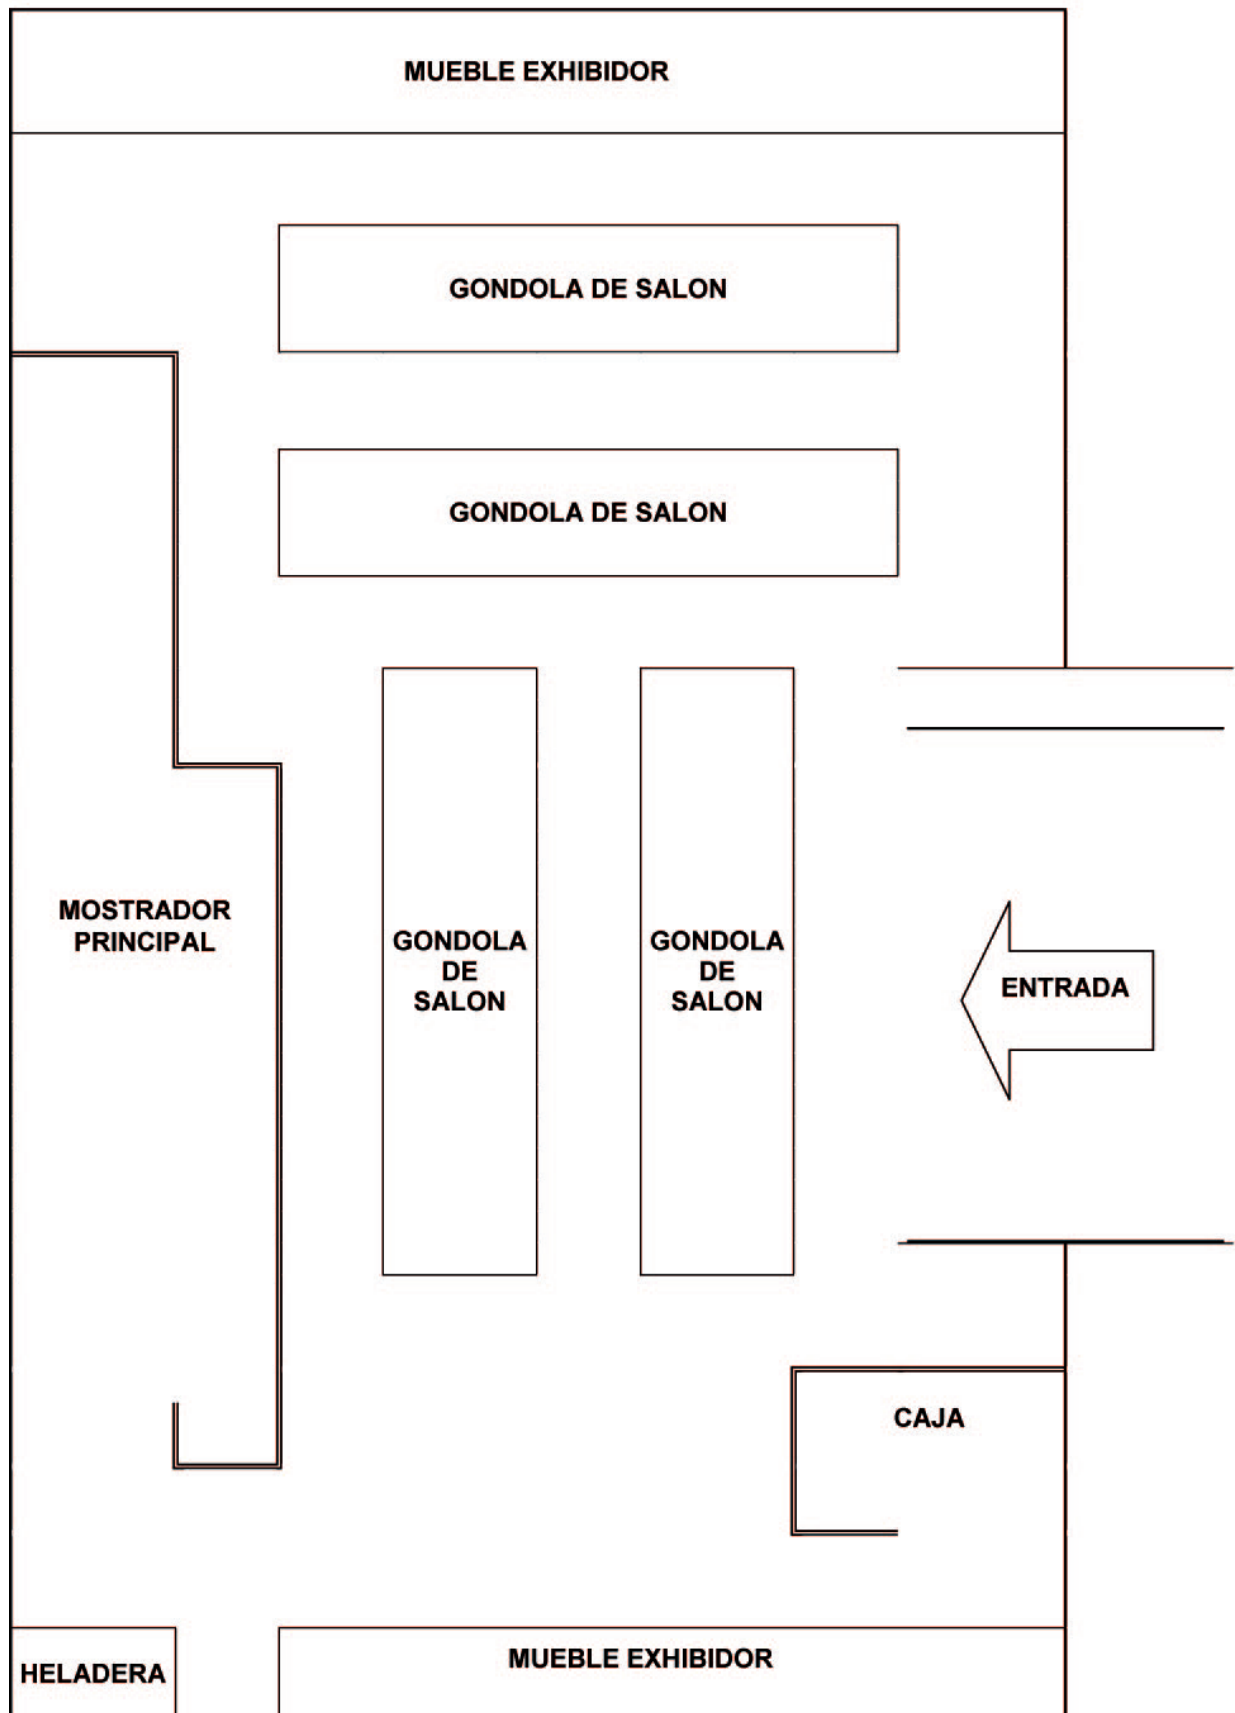 MUEBLE EXHIBIDOR
GONDOLA DE SALON
GONDOLA DE SALON
MOSTRADOR
PRINCIPAL
GONDOLA
DE
SALON
GONDOLA
DE
SALON
ENTRADA
CAJA
HELADERA
MUEBLE EXHIBIDOR